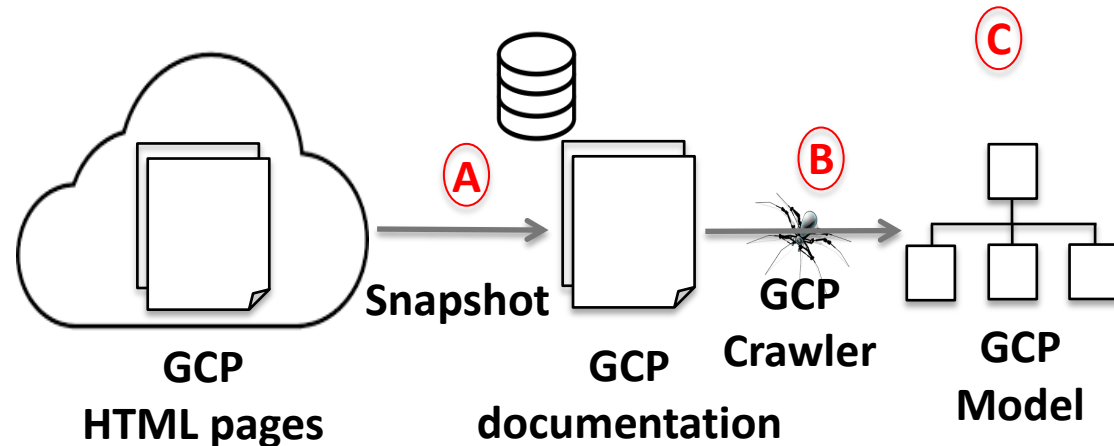 C
B
A
Snapshot
GCP
Crawler
GCP
HTML pages
GCP
documentation
GCP
Model